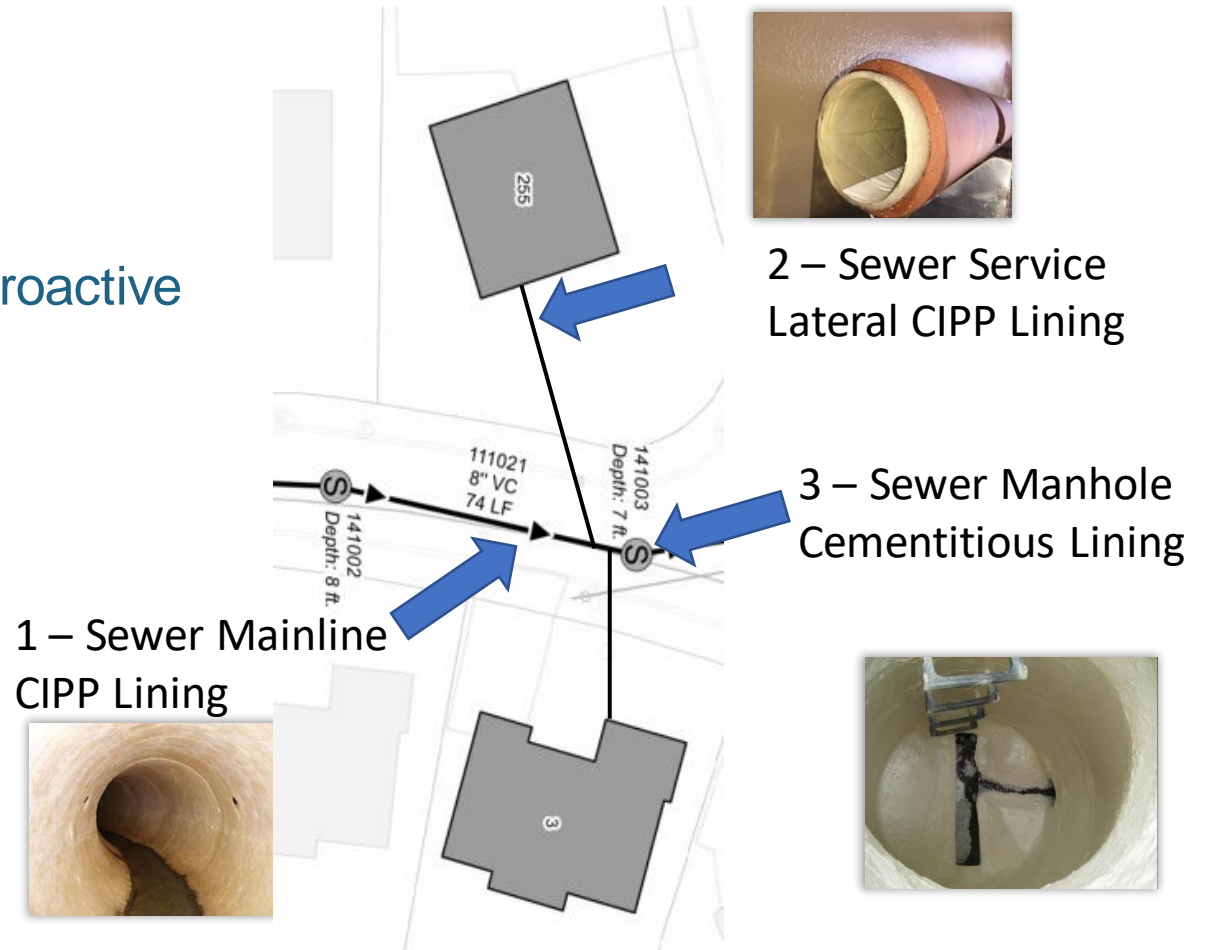 roactive
255
2 – Sewer Service
Lateral CIPP Lining
111021
8" VC
74 LF
141003
Depth: 7 ft.
S
S
141002
Depth: 8 ft.
3 – Sewer Manhole
Cementitious Lining
1 – Sewer Mainline
CIPP Lining
3